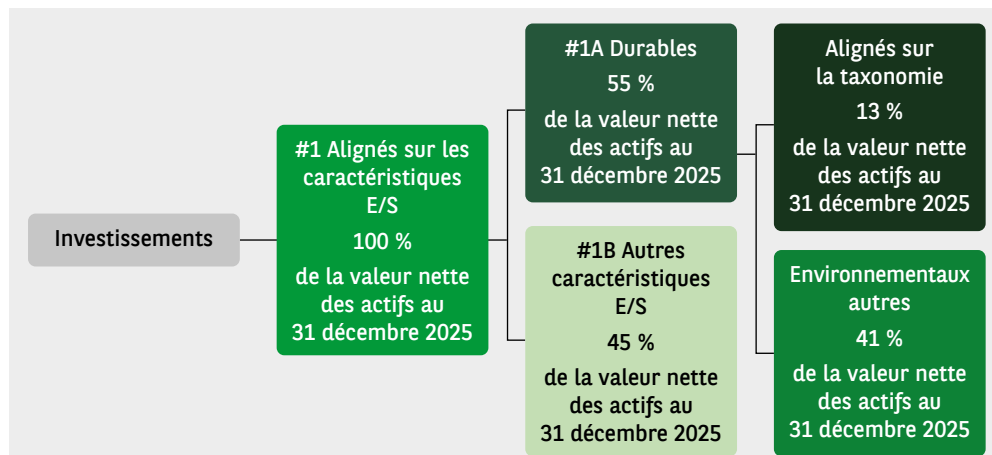 Investissements
#1 Alignés sur les
caractéristiques
E/S
100 %
de la valeur nette
des actifs au
31 décembre 2025
#1A Durables
55 %
de la valeur nette
des actifs au
31 décembre 2025
#1B Autres
caractéristiques
E/S
45 %
de la valeur nette
des actifs au
31 décembre 2025
Alignés sur
la taxonomie
13 %
de la valeur nette
des actifs au
31 décembre 2025
Environnementaux
autres
41 %
de la valeur nette
des actifs au
31 décembre 2025